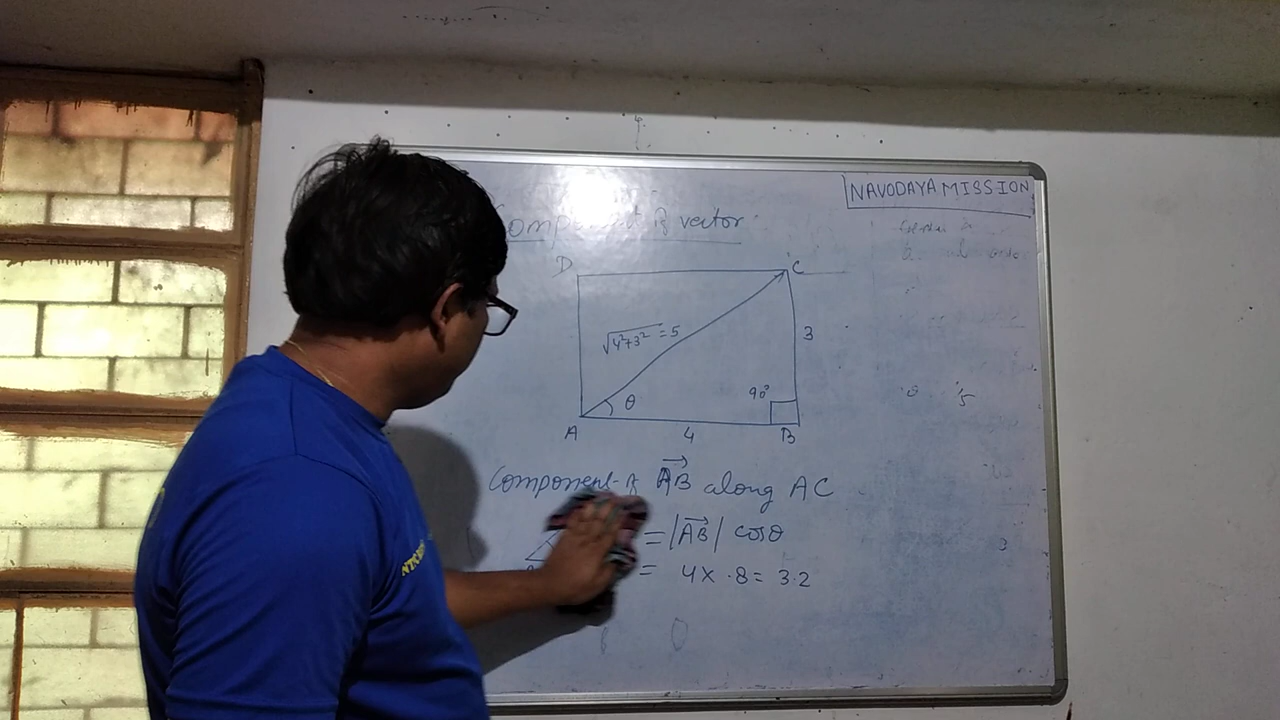 NAVODAYA MISSION
Component of vector
D
C
√4²+3² = 5
3
90°
θ
A
4
B
Component of AB along AC
= |AB| cosθ
= 4 × .8 = 3.2